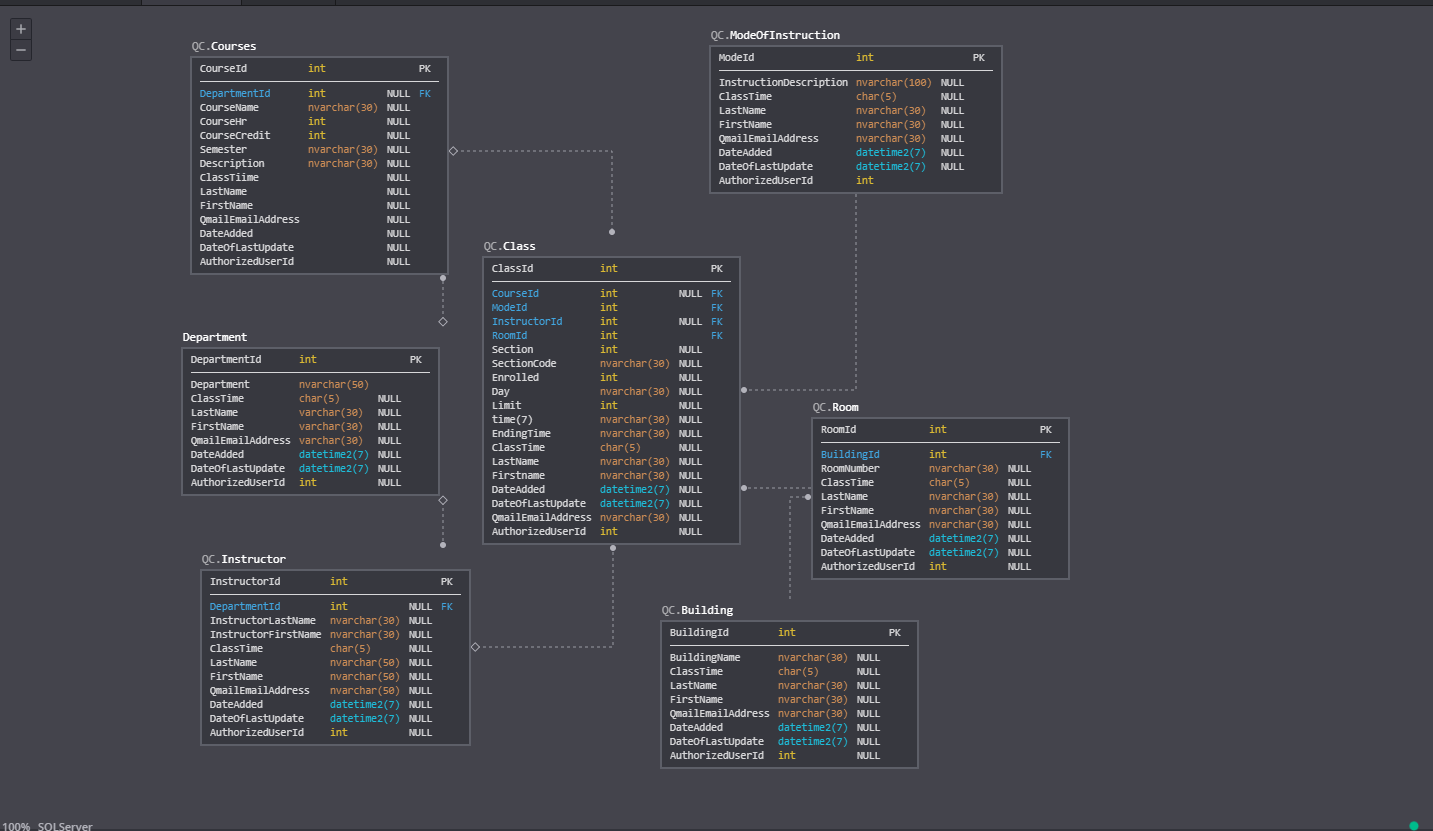 QC.Courses
CourseId int PK
DepartmentId int NULL FK
CourseName nvarchar(30) NULL
CourseHr int NULL
CourseCredit int NULL
Semester nvarchar(30) NULL
Description nvarchar(30) NULL
ClassTiime NULL
LastName NULL
FirstName NULL
QmailEmailAddress NULL
DateAdded NULL
DateOfLastUpdate NULL
AuthorizedUserId NULL
QC.ModeOfInstruction
ModeId int PK
InstructionDescription nvarchar(100) NULL
ClassTime char(5) NULL
LastName nvarchar(30) NULL
FirstName nvarchar(30) NULL
QmailEmailAddress nvarchar(30) NULL
DateAdded datetime2(7) NULL
DateOfLastUpdate datetime2(7) NULL
AuthorizedUserId int
QC.Class
ClassId int PK
CourseId int NULL FK
ModeId int FK
InstructorId int NULL FK
RoomId int FK
Section int NULL
SectionCode nvarchar(30) NULL
Enrolled int NULL
Day nvarchar(30) NULL
Limit int NULL
time(7) nvarchar(30) NULL
EndingTime nvarchar(30) NULL
ClassTime char(5) NULL
LastName nvarchar(30) NULL
Firstname nvarchar(30) NULL
DateAdded datetime2(7) NULL
DateOfLastUpdate datetime2(7) NULL
QmailEmailAddress nvarchar(30) NULL
AuthorizedUserId int NULL
Department
DepartmentId int PK
Department nvarchar(50)
ClassTime char(5) NULL
LastName varchar(30) NULL
FirstName varchar(30) NULL
QmailEmailAddress varchar(30) NULL
DateAdded datetime2(7) NULL
DateOfLastUpdate datetime2(7) NULL
AuthorizedUserId int NULL
QC.Room
RoomId int PK
BuildingId int FK
RoomNumber nvarchar(30) NULL
ClassTime char(5) NULL
LastName nvarchar(30) NULL
FirstName nvarchar(30) NULL
QmailEmailAddress nvarchar(30) NULL
DateAdded datetime2(7) NULL
DateOfLastUpdate datetime2(7) NULL
AuthorizedUserId int NULL
QC.Instructor
InstructorId int PK
DepartmentId int NULL FK
InstructorLastName nvarchar(30) NULL
InstructorFirstName nvarchar(30) NULL
ClassTime char(5) NULL
LastName nvarchar(50) NULL
FirstName nvarchar(50) NULL
QmailEmailAddress nvarchar(50) NULL
DateAdded datetime2(7) NULL
DateOfLastUpdate datetime2(7) NULL
AuthorizedUserId int NULL
QC.Building
BuildingId int PK
BuildingName nvarchar(30) NULL
ClassTime char(5) NULL
LastName nvarchar(30) NULL
FirstName nvarchar(30) NULL
QmailEmailAddress nvarchar(30) NULL
DateAdded datetime2(7) NULL
DateOfLastUpdate datetime2(7) NULL
AuthorizedUserId int NULL
100% SQLServer